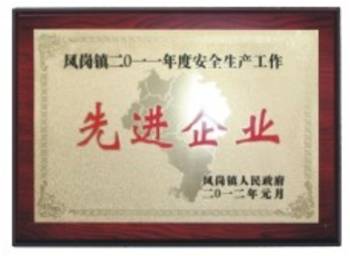 凤岗镇二〇一一年度安全生产工作
先进企业
凤岗镇人民政府
二〇一二年元月